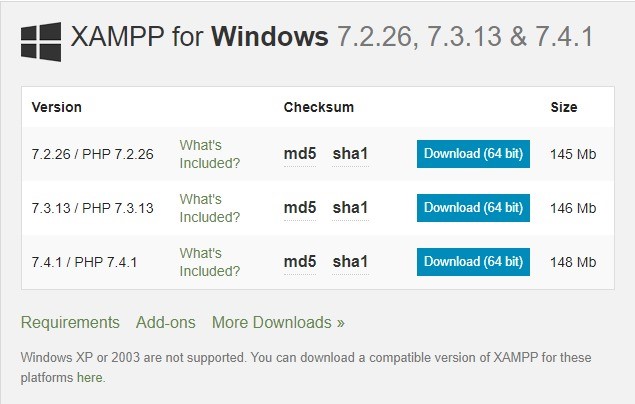 XAMPP for Windows 7.2.26, 7.3.13 & 7.4.1
Version Checksum Size
7.2.26 / PHP 7.2.26 What's Included? md5 sha1 Download (64 bit) 145 Mb
7.3.13 / PHP 7.3.13 What's Included? md5 sha1 Download (64 bit) 146 Mb
7.4.1 / PHP 7.4.1 What's Included? md5 sha1 Download (64 bit) 148 Mb
Requirements Add-ons More Downloads »
Windows XP or 2003 are not supported. You can download a compatible version of XAMPP for these
platforms here.